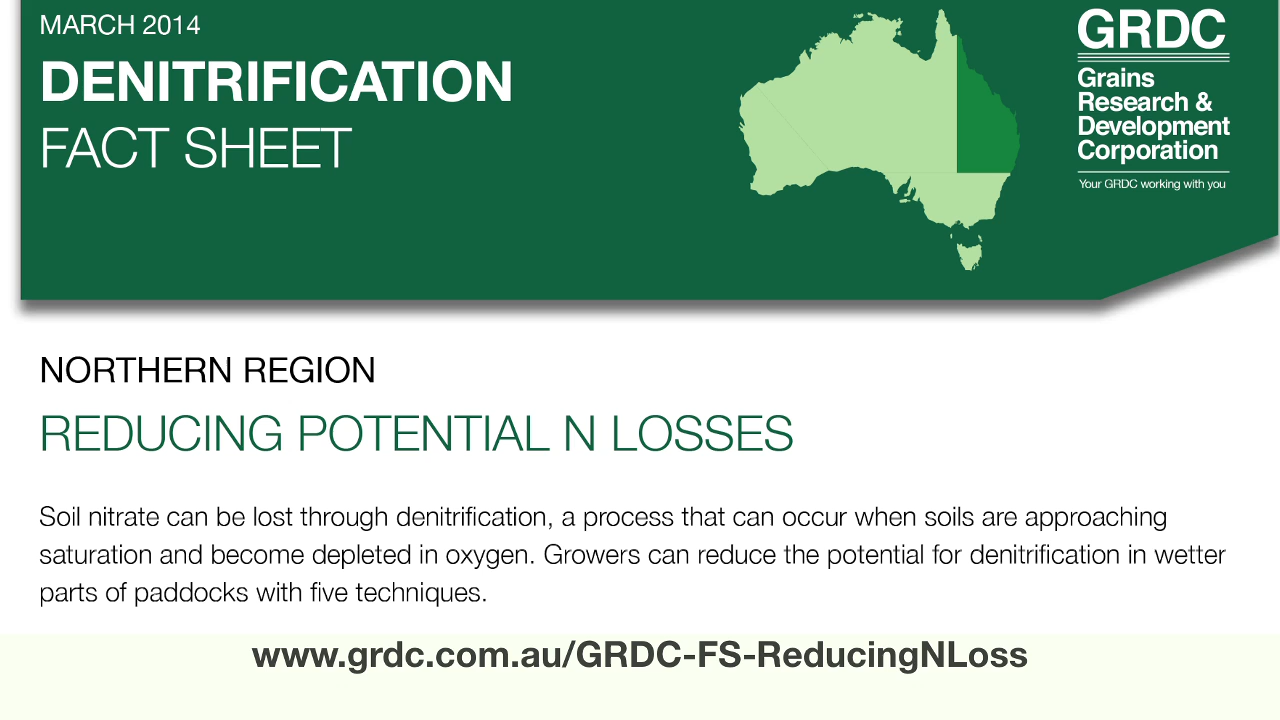 MARCH 2014
DENITRIFICATION
FACT SHEET
GRDC
Grains
Research &
Development
Corporation
Your GRDC working with you
NORTHERN REGION
REDUCING POTENTIAL N LOSSES
Soil nitrate can be lost through denitrification, a process that can occur when soils are approaching
saturation and become depleted in oxygen. Growers can reduce the potential for denitrification in wetter
parts of paddocks with five techniques.
www.grdc.com.au/GRDC-FS-ReducingNLoss